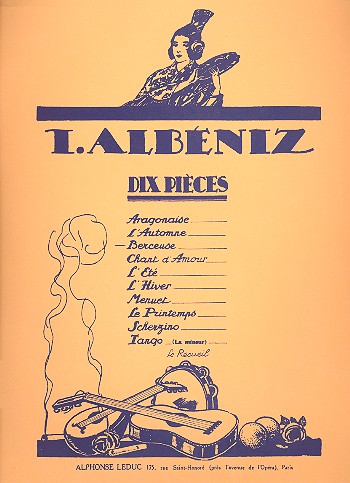 I. ALBÉNIZ
DIX PIÈCES
Aragonaise
L'Automne
Berceuse
Chant d'Amour
L'Eté
L'Hiver
Menuet
Le Printemps
Scherzino
Tango (La mineur)
Le Recueil
ALPHONSE LEDUC 175, rue Saint-Honoré (près l'avenue de l'Opéra), Paris